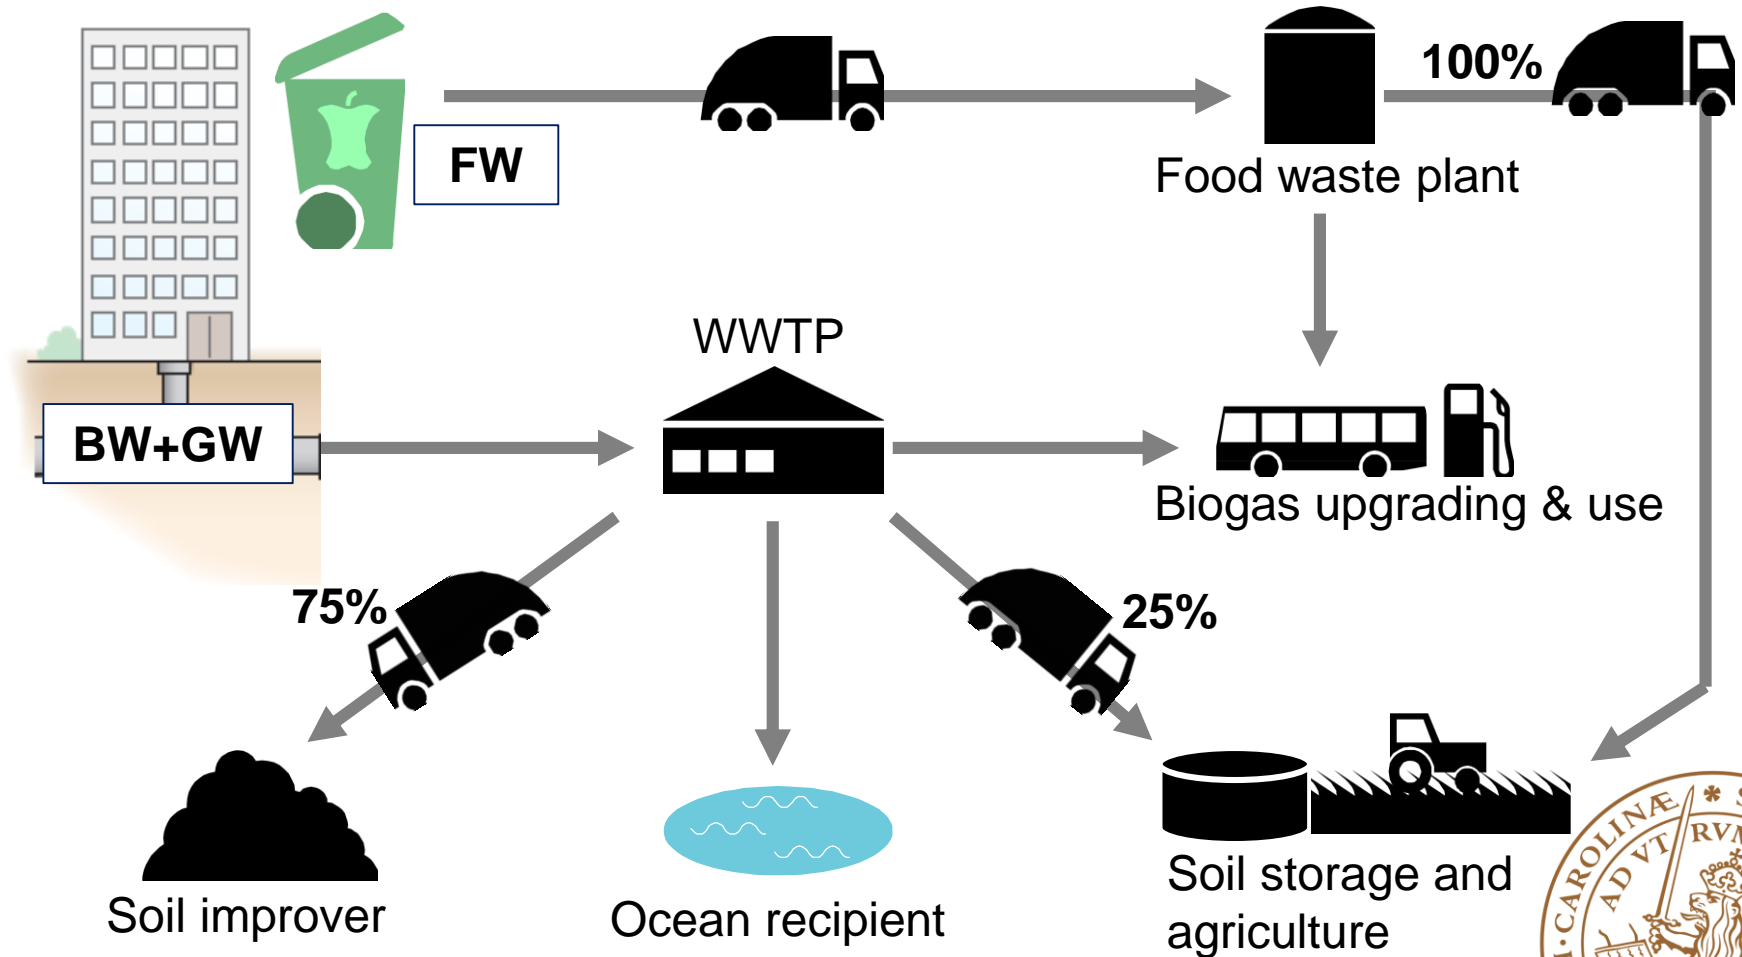 100%
FW
Food waste plant
WWTP
BW+GW
Biogas upgrading & use
75%
25%
CAROLINÆ
AD VT
RVM
Soil storage and
agriculture
Soil improver
Ocean recipient